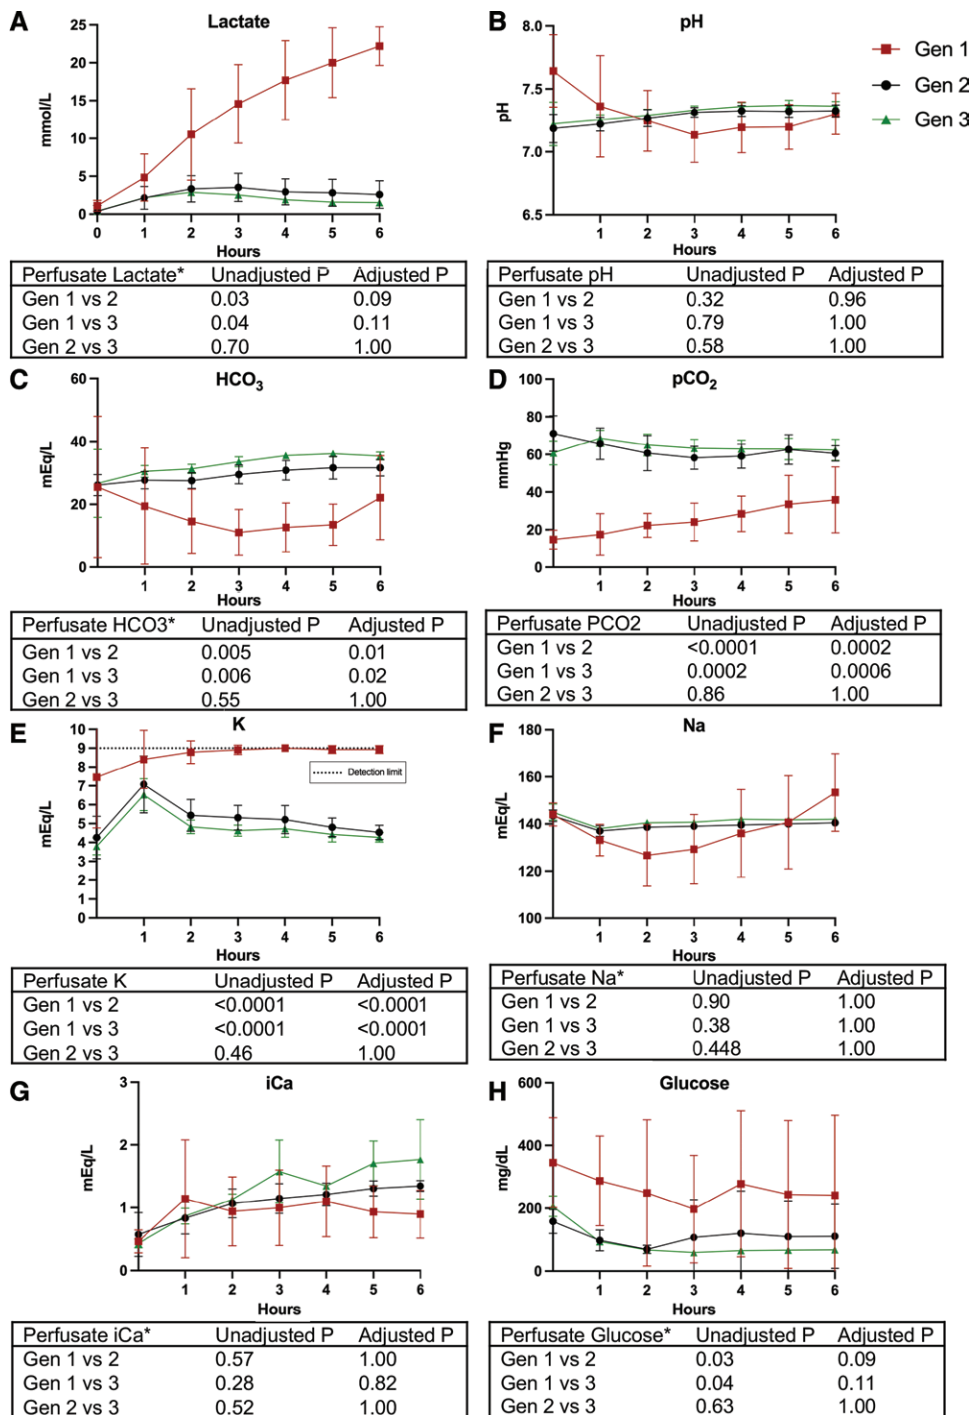 A Lactate
25
20
15
10
5
0
mmol/L
0 1 2 3 4 5 6
Hours
Perfusate Lactate* Unadjusted P Adjusted P
Gen 1 vs 2 0.03 0.09
Gen 1 vs 3 0.04 0.11
Gen 2 vs 3 0.70 1.00
B pH
8.0
7.5
7.0
6.5
pH
1 2 3 4 5 6
Hours
Gen 1
Gen 2
Gen 3
Perfusate pH Unadjusted P Adjusted P
Gen 1 vs 2 0.32 0.96
Gen 1 vs 3 0.79 1.00
Gen 2 vs 3 0.58 1.00
C HCO₃
60
40
20
0
mEq/L
1 2 3 4 5 6
Hours
Perfusate HCO3* Unadjusted P Adjusted P
Gen 1 vs 2 0.005 0.01
Gen 1 vs 3 0.006 0.02
Gen 2 vs 3 0.55 1.00
D pCO₂
100
80
60
40
20
0
mmHg
1 2 3 4 5 6
Hours
Perfusate PCO2 Unadjusted P Adjusted P
Gen 1 vs 2 <0.0001 0.0002
Gen 1 vs 3 0.0002 0.0006
Gen 2 vs 3 0.86 1.00
E K
10
9
8
7
6
5
4
3
2
1
0
mEq/L
Detection limit
1 2 3 4 5 6
Hours
Perfusate K Unadjusted P Adjusted P
Gen 1 vs 2 <0.0001 <0.0001
Gen 1 vs 3 <0.0001 <0.0001
Gen 2 vs 3 0.46 1.00
F Na
180
160
140
120
100
mEq/L
1 2 3 4 5 6
Hours
Perfusate Na* Unadjusted P Adjusted P
Gen 1 vs 2 0.90 1.00
Gen 1 vs 3 0.38 1.00
Gen 2 vs 3 0.448 1.00
G iCa
3
2
1
0
mEq/L
1 2 3 4 5 6
Hours
Perfusate iCa* Unadjusted P Adjusted P
Gen 1 vs 2 0.57 1.00
Gen 1 vs 3 0.28 0.82
Gen 2 vs 3 0.52 1.00
H Glucose
600
400
200
0
mg/dL
1 2 3 4 5 6
Hours
Perfusate Glucose* Unadjusted P Adjusted P
Gen 1 vs 2 0.03 0.09
Gen 1 vs 3 0.04 0.11
Gen 2 vs 3 0.63 1.00